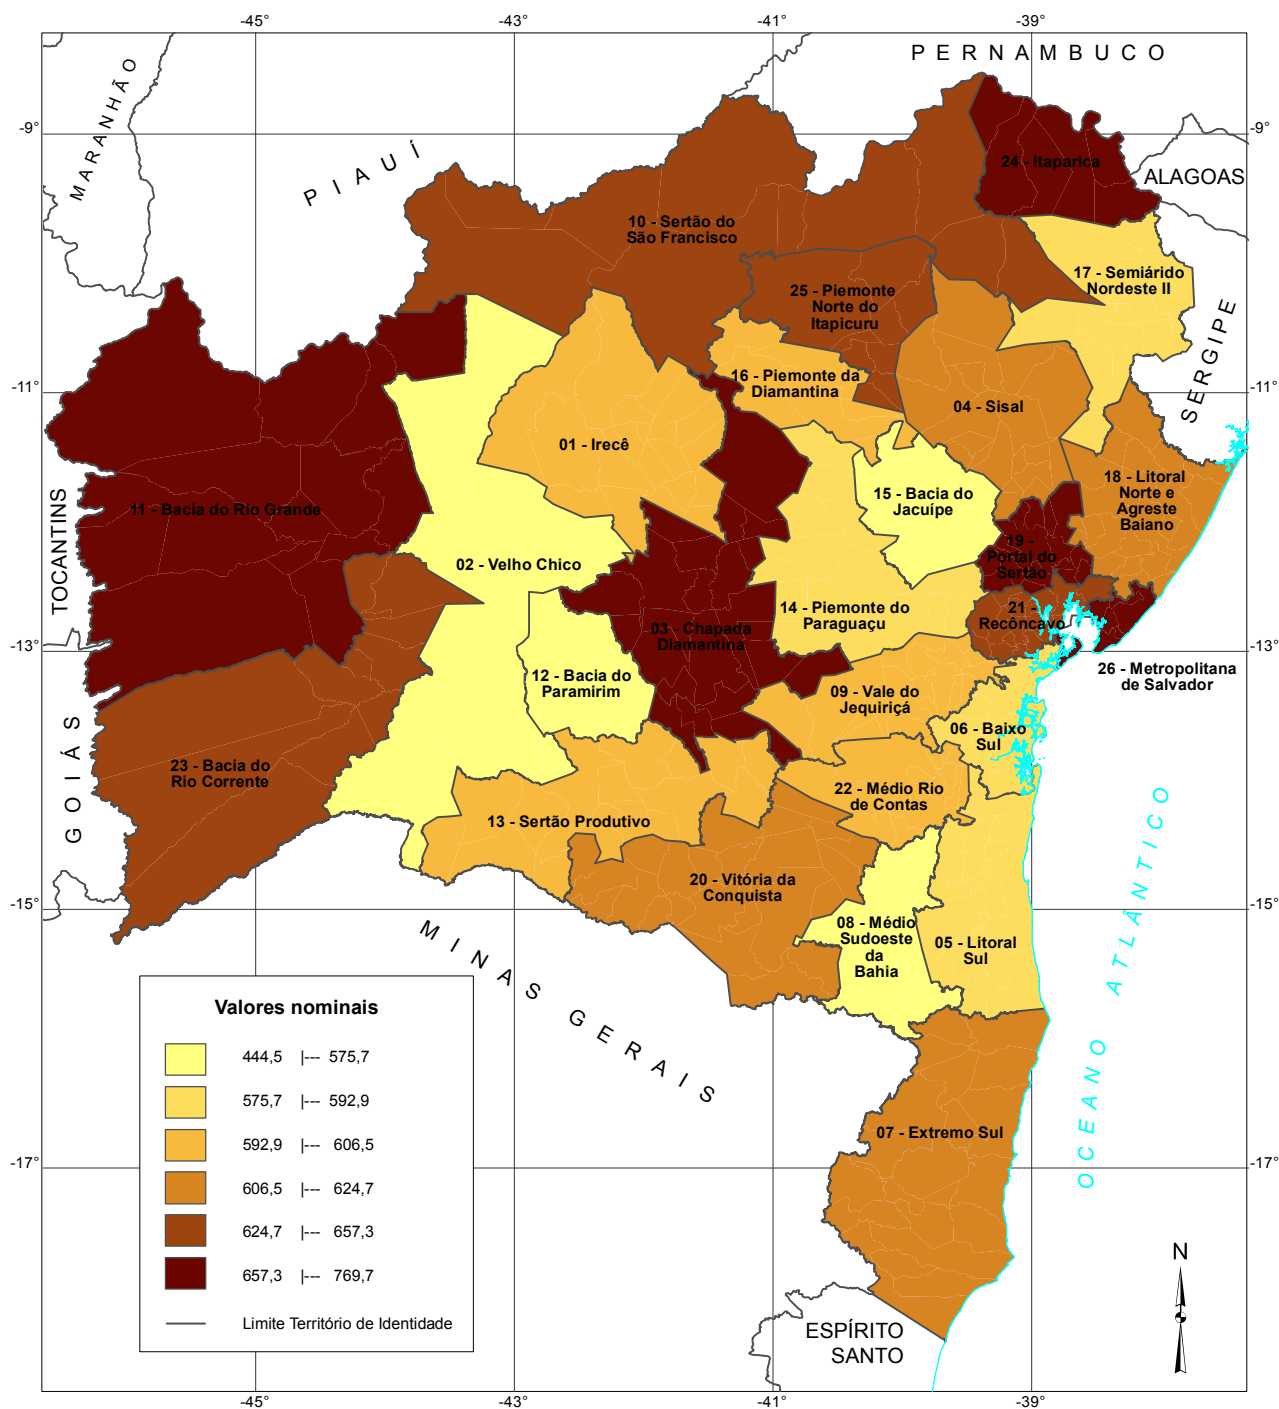 -45°
-43°
-41°
-39°
PERNAMBUCO
MARANHÃO
-9°
-9°
PIAUÍ
24 - Itaparica
ALAGOAS
10 - Sertão do
São Francisco
17 - Semiárido
Nordeste II
25 - Piemonte
Norte do
Itapicuru
SERGIPE
16 - Piemonte da
Diamantina
-11°
-11°
04 - Sisal
01 - Irecê
18 - Litoral
Norte e
Agreste
Baiano
15 - Bacia do
Jacuípe
11 - Bacia do Rio Grande
TOCANTINS
19 -
Portal do
Sertão
02 - Velho Chico
14 - Piemonte do
Paraguaçu
21 -
Recôncavo
03 - Chapada
Diamantina
-13°
-13°
26 - Metropolitana
de Salvador
12 - Bacia do
Paramirim
09 - Vale do
Jequiriçá
06 - Baixo
Sul
GOIÁS
23 - Bacia do
Rio Corrente
22 - Médio Rio
de Contas
13 - Sertão Produtivo
20 - Vitória da
Conquista
-15°
-15°
08 - Médio
Sudoeste
da
Bahia
05 - Litoral
Sul
MINAS GERAIS
OCEANO ATLÂNTICO
Valores nominais
444,5 |--- 575,7
575,7 |--- 592,9
592,9 |--- 606,5
606,5 |--- 624,7
624,7 |--- 657,3
657,3 |--- 769,7
Limite Território de Identidade
07 - Extremo Sul
-17°
-17°
N
ESPÍRITO
SANTO
-45°
-43°
-41°
-39°